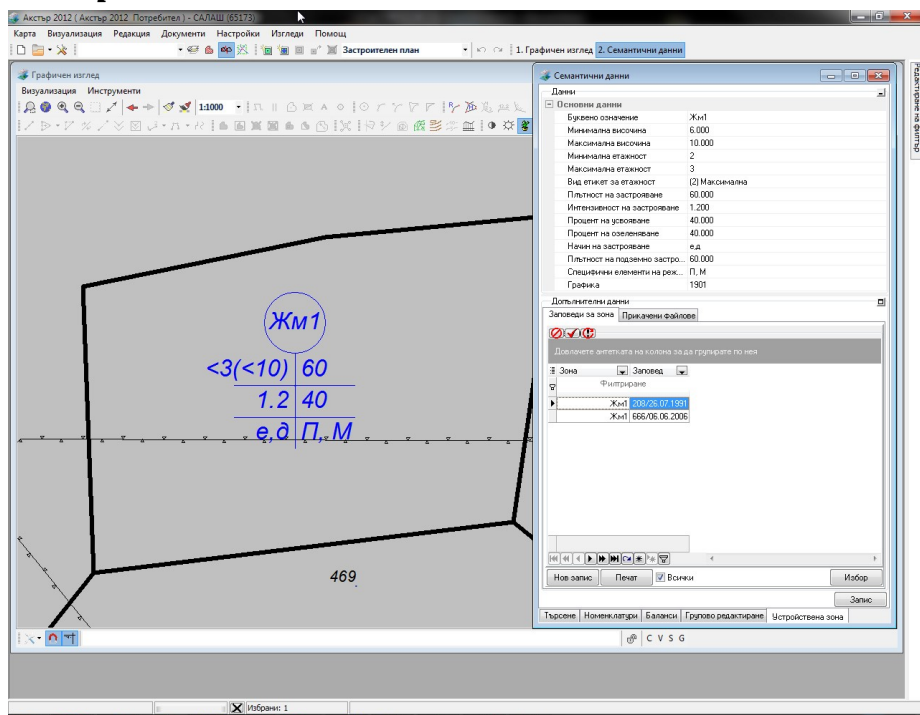 Акстър 2012 ( Акстър 2012 Потребител ) - САЛАШ (65173)
Карта Визуализация Редакция Документи Настройки Изгледи Помощ
Застроителен план 1. Графичен изглед 2. Семантични данни
Графичен изглед
Визуализация Инструменти
1:1000
Жм1
<3(<10) 60
1.2 40
е,д П, М
469
Семантични данни
Данни
Основни данни
Буквено означение Жм1
Минимална височина 6.000
Максимална височина 10.000
Минимална етажност 2
Максимална етажност 3
Вид етикет за етажност (2) Максимална
Плътност на застрояване 60.000
Интензивност на застрояване 1.200
Процент на усвояване 40.000
Процент на озеленяване 40.000
Начин на застрояване е,д
Плътност на подземно застро... 60.000
Специфични елементи на реж... П, М
Графика 1901
Допълнителни данни
Заповеди за зона Прикачени файлове
Довлачете антетката на колона за да групирате по нея
Зона Заповед
Филтриране
Жм1 208/26.07.1991
Жм1 666/06.06.2006
Нов запис Печат Всички Избор
Запис
Търсене Номенклатури Баланси Групово редактиране Устройствена зона
Редактиране на филтър
C V S G
Избрани: 1